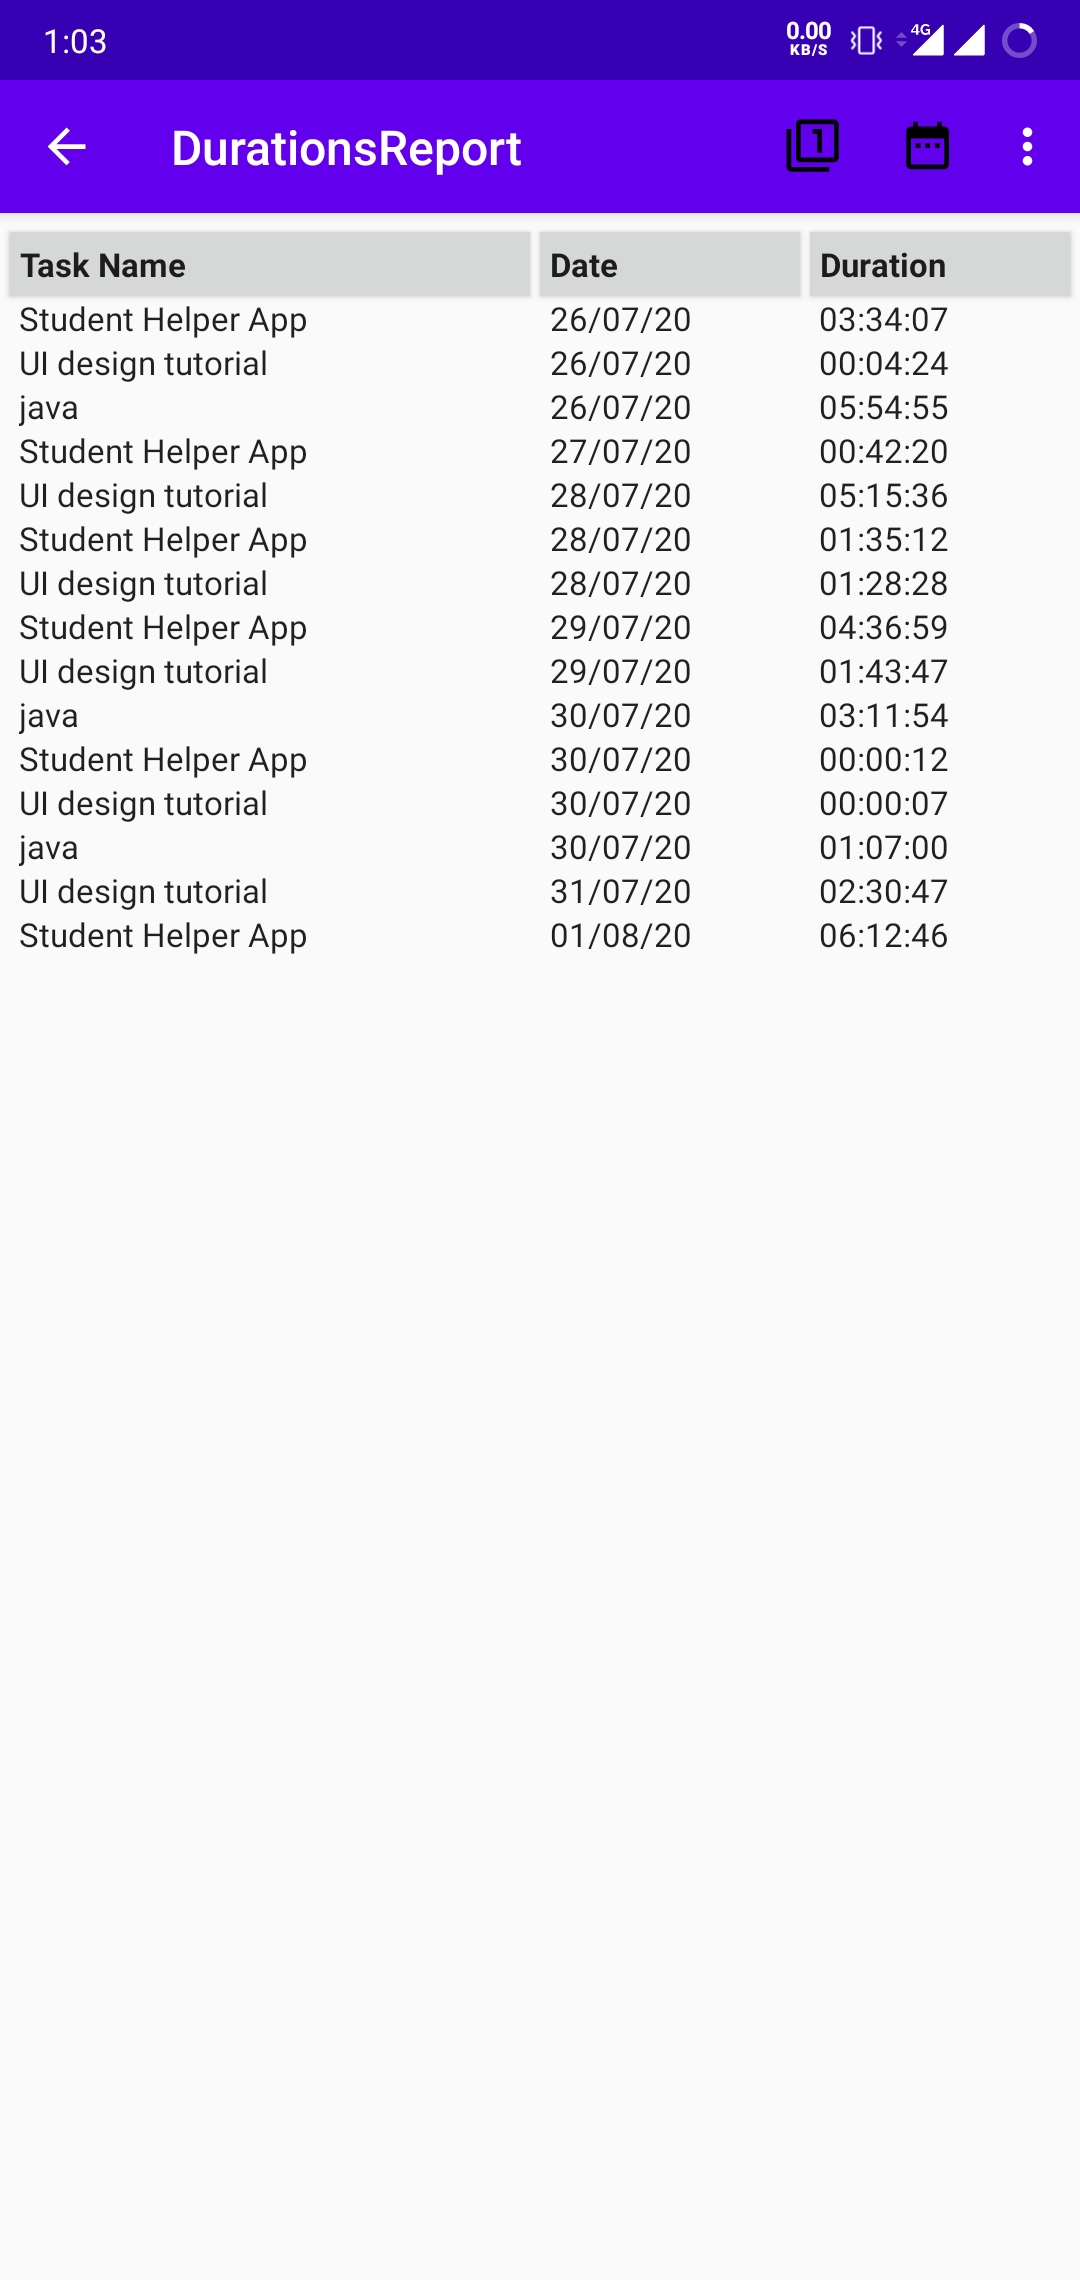 1:03 0.00 KB/S 4G
DurationsReport 1
Task Name Date Duration
Student Helper App 26/07/20 03:34:07
UI design tutorial 26/07/20 00:04:24
java 26/07/20 05:54:55
Student Helper App 27/07/20 00:42:20
UI design tutorial 28/07/20 05:15:36
Student Helper App 28/07/20 01:35:12
UI design tutorial 28/07/20 01:28:28
Student Helper App 29/07/20 04:36:59
UI design tutorial 29/07/20 01:43:47
java 30/07/20 03:11:54
Student Helper App 30/07/20 00:00:12
UI design tutorial 30/07/20 00:00:07
java 30/07/20 01:07:00
UI design tutorial 31/07/20 02:30:47
Student Helper App 01/08/20 06:12:46